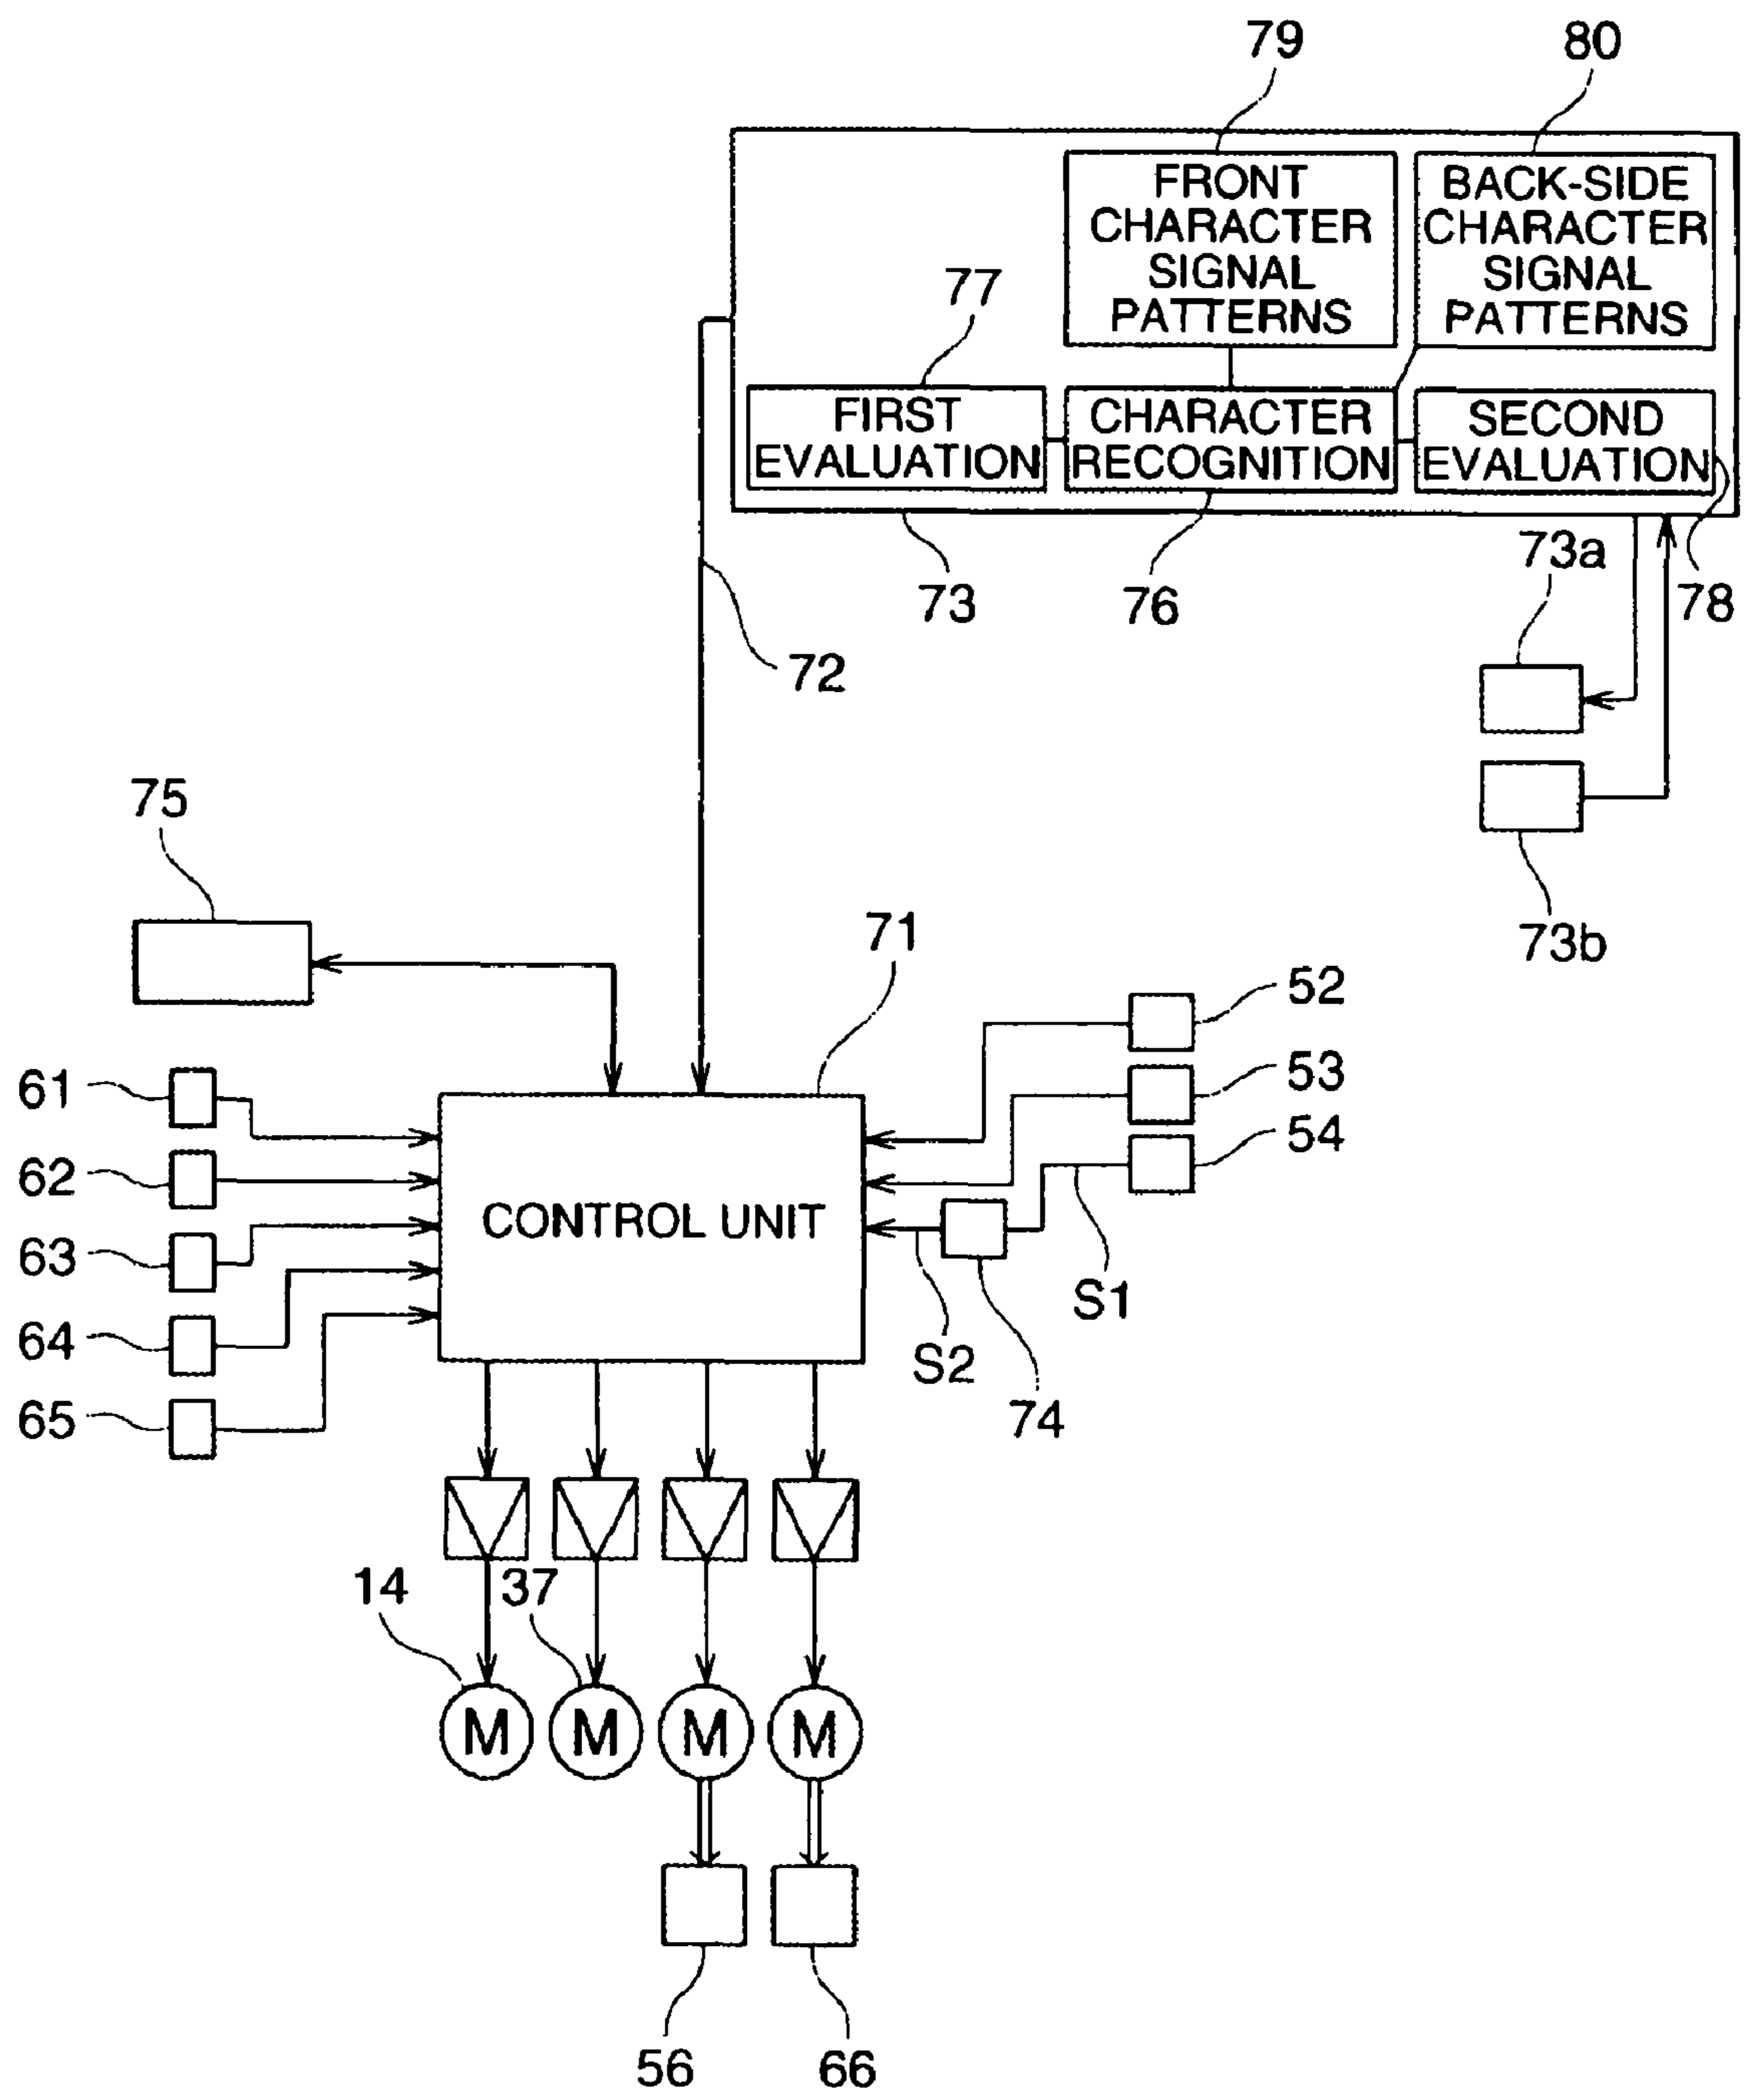 79
80
FRONT
CHARACTER
SIGNAL
PATTERNS
BACK-SIDE
CHARACTER
SIGNAL
PATTERNS
77
FIRST
EVALUATION
CHARACTER
RECOGNITION
SECOND
EVALUATION
73
76
73a
78
72
75
73b
71
52
61
53
54
62
CONTROL UNIT
63
S1
64
S2
74
65
14
37
M
M
M
M
56
66